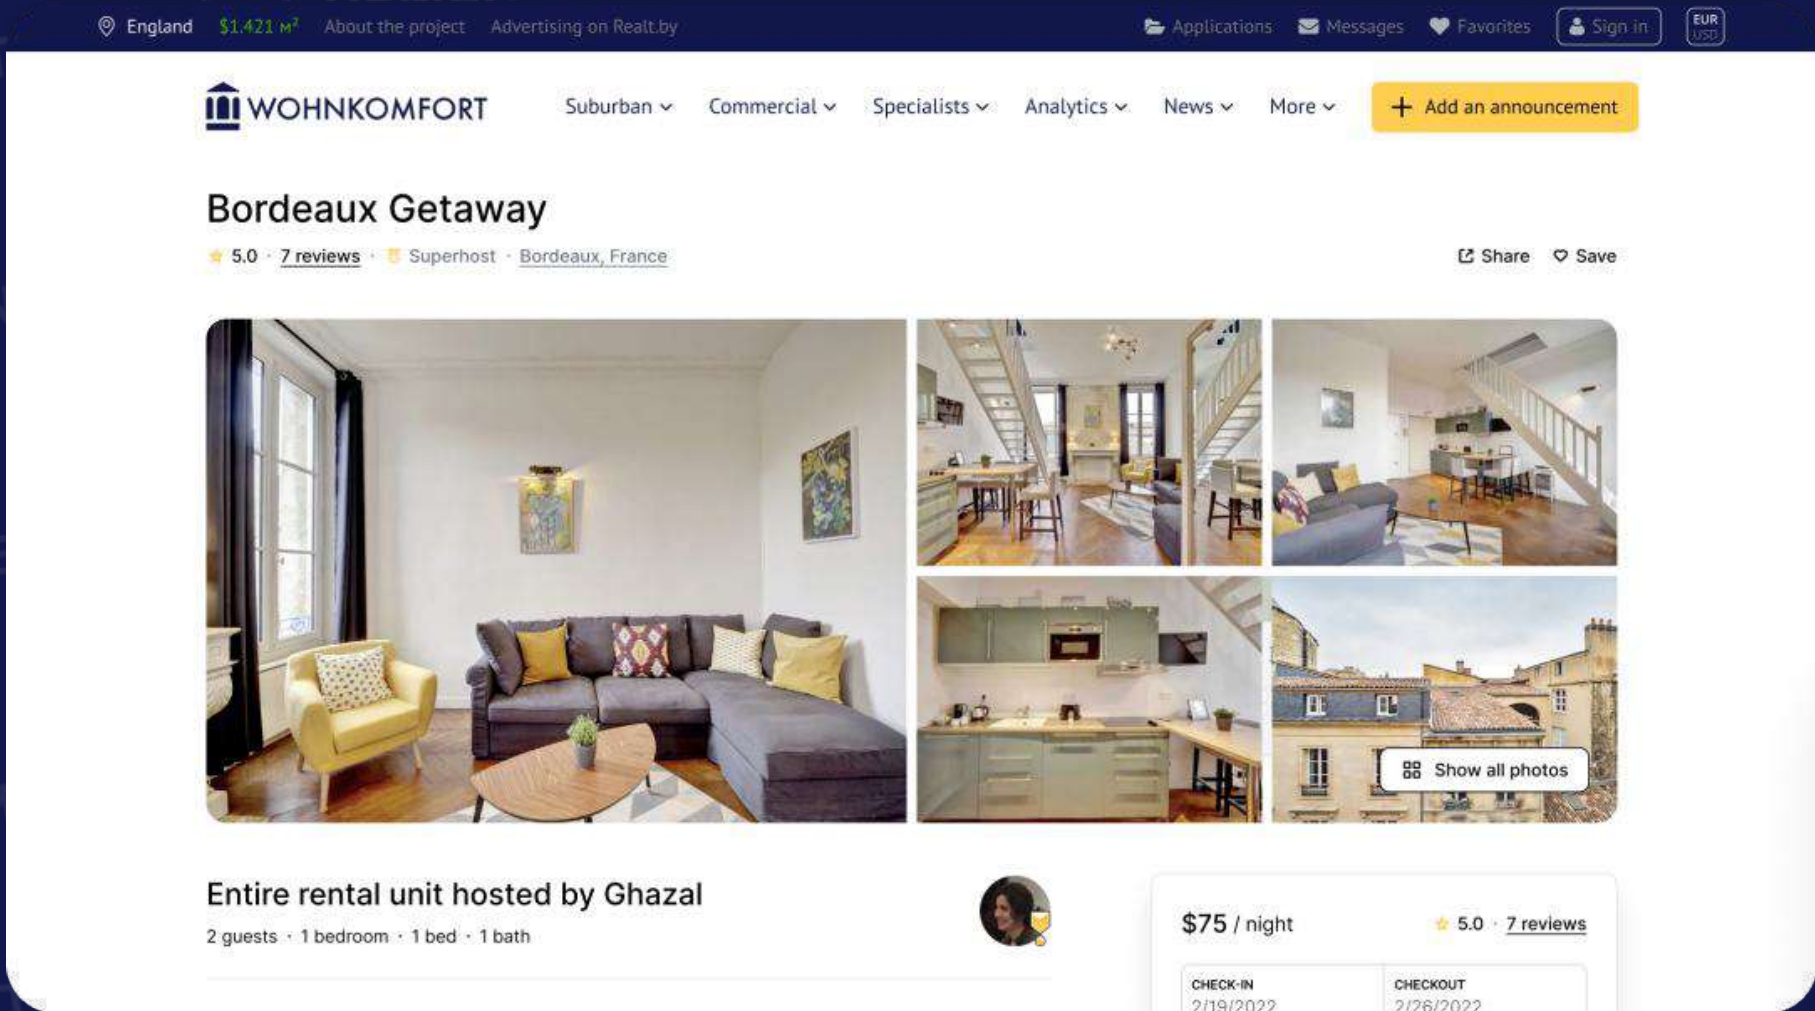 England $1.421 м² About the project Advertising on Realt.by Applications Messages Favorites Sign in EUR
USD
WOHNKOMFORT Suburban Commercial Specialists Analytics News More + Add an announcement
Bordeaux Getaway
5.0 · 7 reviews · Superhost · Bordeaux, France Share Save
Show all photos
Entire rental unit hosted by Ghazal
2 guests · 1 bedroom · 1 bed · 1 bath
$75 / night 5.0 · 7 reviews
CHECK-IN CHECKOUT
2/19/2022 2/26/2022